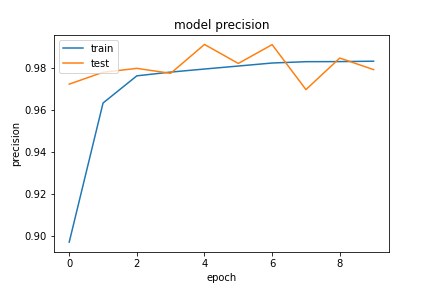 model precision
train
test
precision
0.98
0.96
0.94
0.92
0.90
0 2 4 6 8
epoch